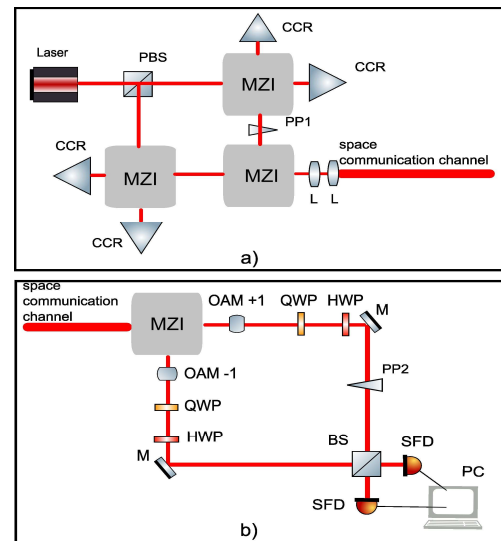 Laser
PBS
CCR
MZI
CCR
PP1
CCR
MZI
MZI
space
communication channel
L L
CCR
a)
space
communication
channel
MZI
OAM +1
QWP
HWP
M
OAM -1
QWP
HWP
M
PP2
BS
SFD
PC
SFD
b)